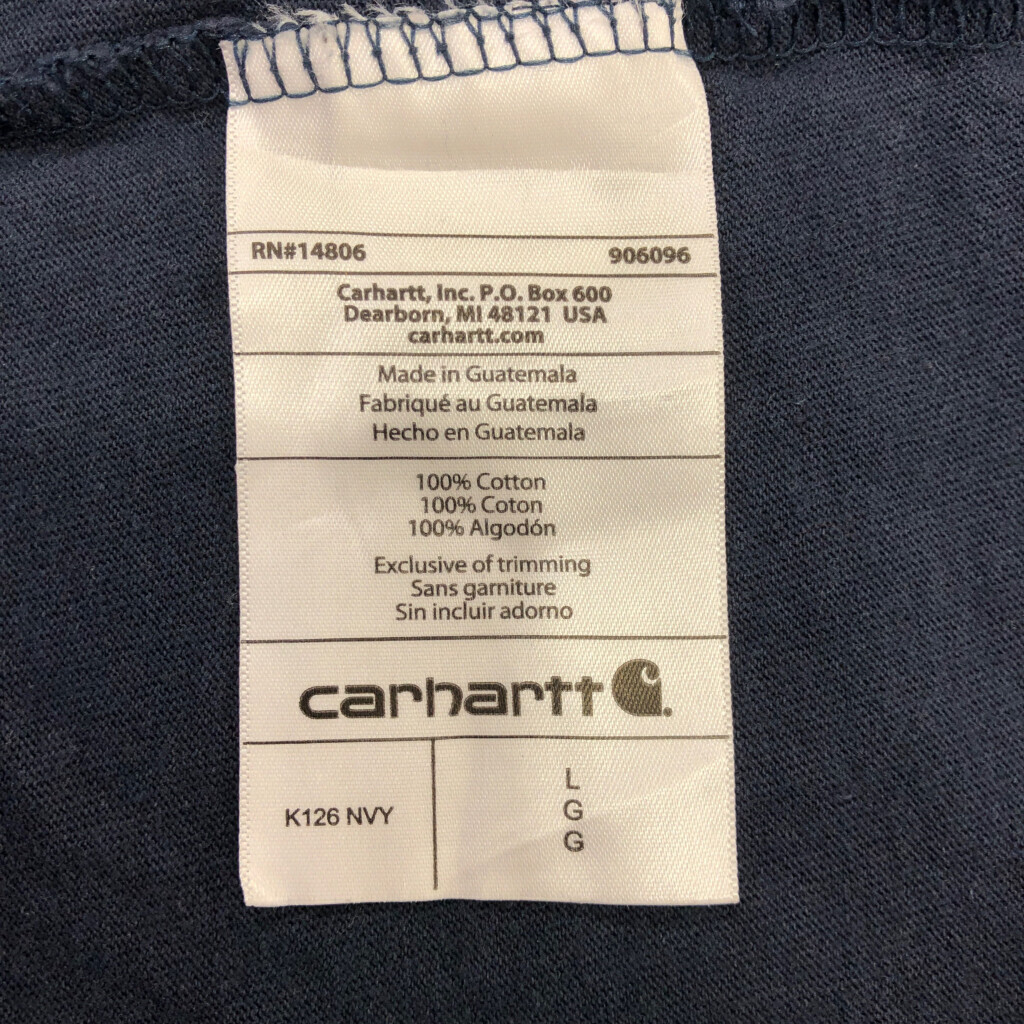 RN#14806 906096
Carhartt, Inc. P.O. Box 600
Dearborn, MI 48121 USA
carhartt.com
Made in Guatemala
Fabriqué au Guatemala
Hecho en Guatemala
100% Cotton
100% Coton
100% Algodón
Exclusive of trimming
Sans garniture
Sin incluir adorno
carhartt
K126 NVY
L
G
G